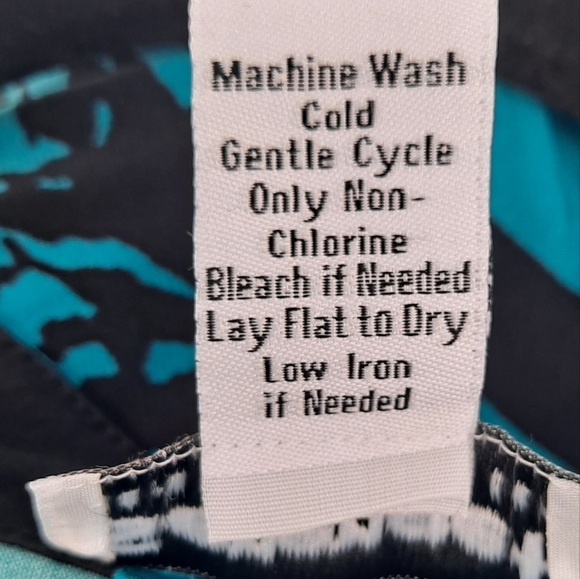 Machine Wash
Cold
Gentle Cycle
Only Non-
Chlorine
Bleach if Needed
Lay Flat to Dry
Low Iron
if Needed